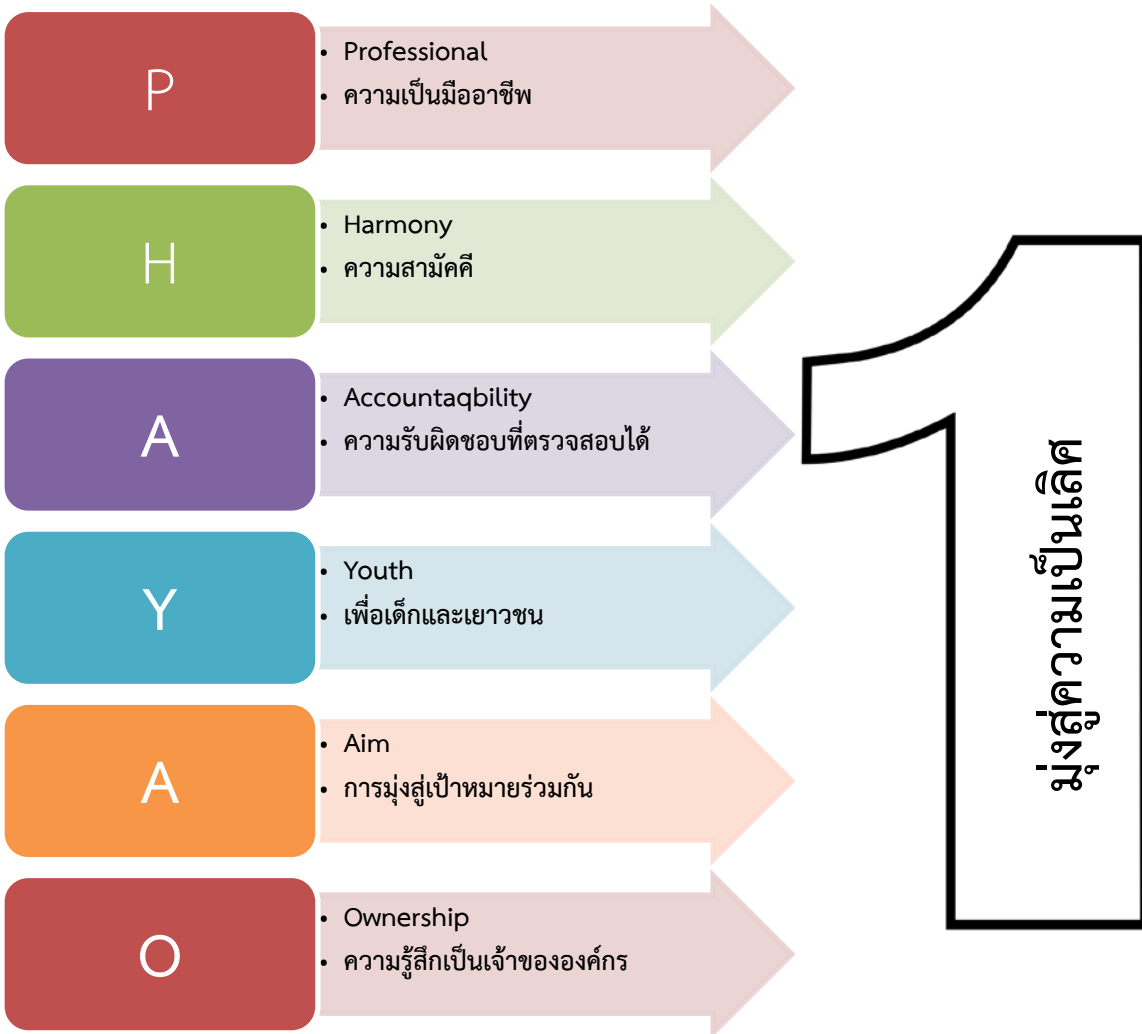 P
• Professional
• ความเป็นมืออาชีพ
H
• Harmony
• ความสามัคคี
A
• Accountaqbility
• ความรับผิดชอบที่ตรวจสอบได้
Y
• Youth
• เพื่อเด็กและเยาวชน
A
• Aim
• การมุ่งสู่เป้าหมายร่วมกัน
O
• Ownership
• ความรู้สึกเป็นเจ้าขององค์กร
มุ่งสู่ความเป็นเลิศ